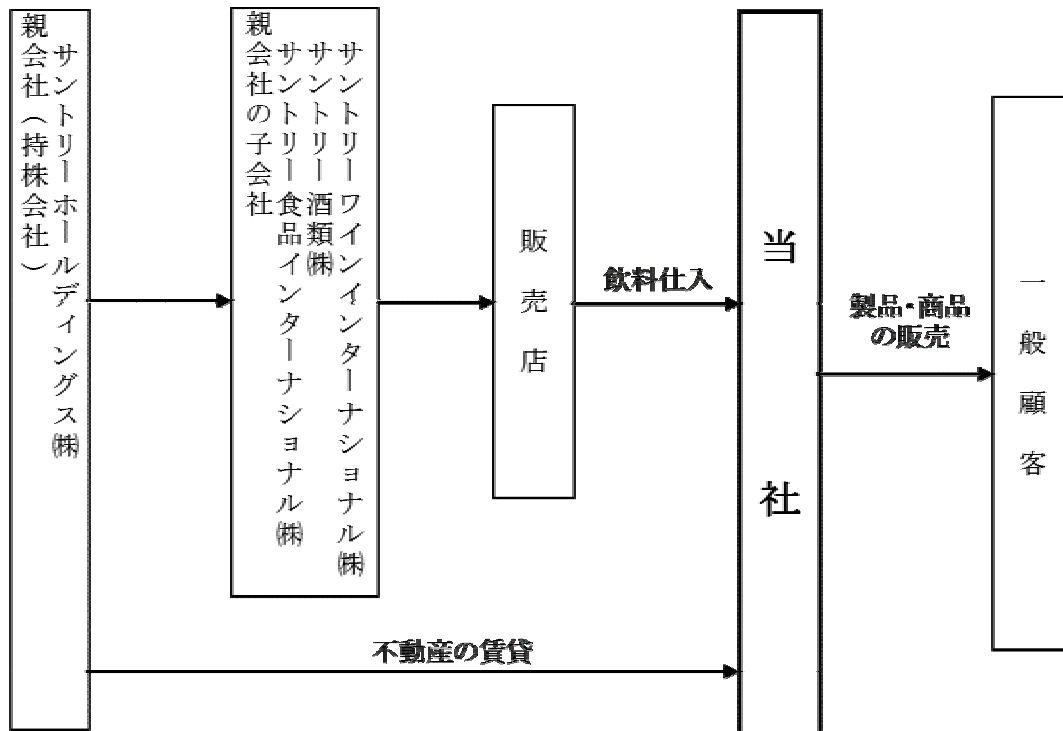 親会社（持株会社）
サントリーホールディングス㈱
親会社の子会社
サントリー食品インターナショナル㈱
サントリー酒類㈱
サントリーワインインターナショナル㈱
販売店
飲料仕入
当社
製品・商品
の販売
一般顧客
不動産の賃貸